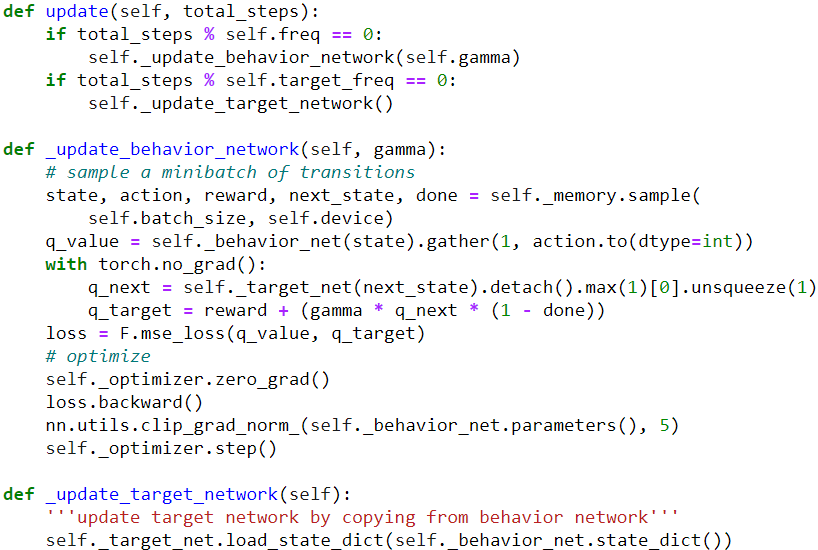 def update(self, total_steps):
    if total_steps % self.freq == 0:
        self._update_behavior_network(self.gamma)
    if total_steps % self.target_freq == 0:
        self._update_target_network()

def _update_behavior_network(self, gamma):
    # sample a minibatch of transitions
    state, action, reward, next_state, done = self._memory.sample(
        self.batch_size, self.device)
    q_value = self._behavior_net(state).gather(1, action.to(dtype=int))
    with torch.no_grad():
        q_next = self._target_net(next_state).detach().max(1)[0].unsqueeze(1)
        q_target = reward + (gamma * q_next * (1 - done))
    loss = F.mse_loss(q_value, q_target)
    # optimize
    self._optimizer.zero_grad()
    loss.backward()
    nn.utils.clip_grad_norm_(self._behavior_net.parameters(), 5)
    self._optimizer.step()

def _update_target_network(self):
    '''update target network by copying from behavior network'''
    self._target_net.load_state_dict(self._behavior_net.state_dict())